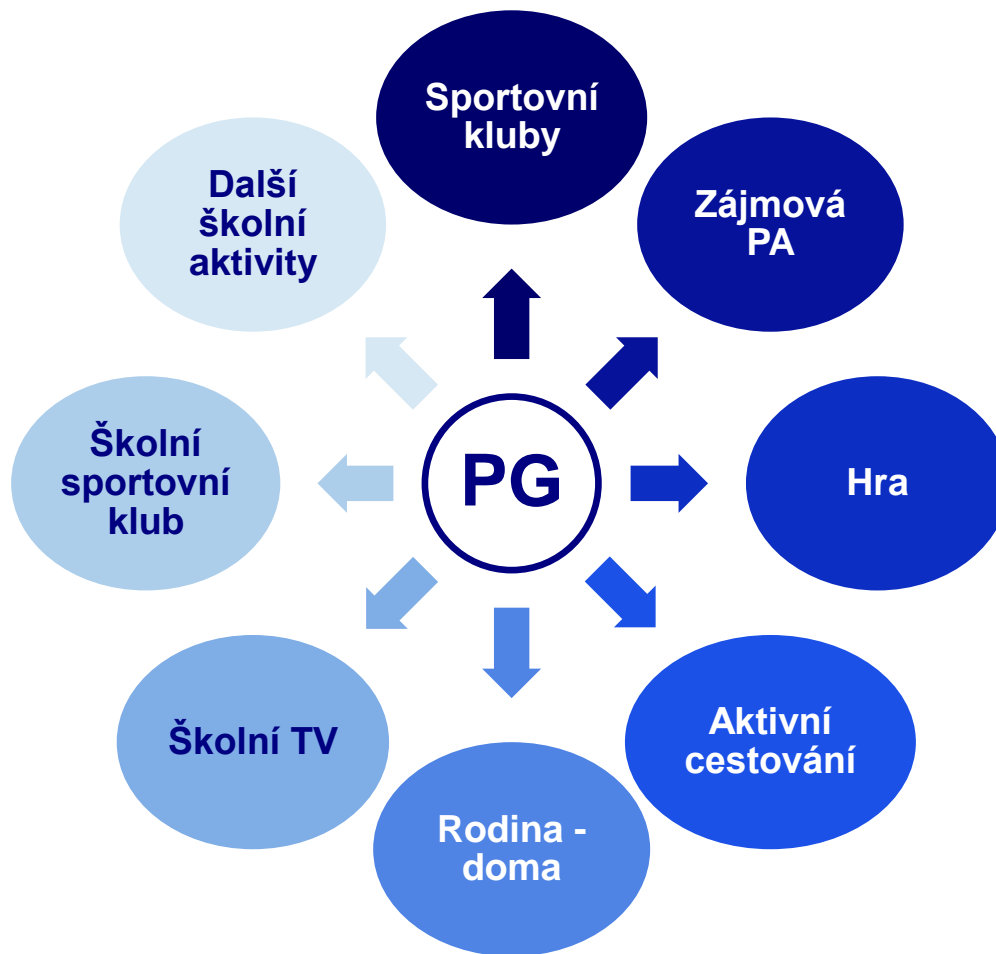 Sportovní
kluby
Zájmová
PA
Hra
Aktivní
cestování
Rodina -
doma
Školní TV
Školní
sportovní
klub
Další
školní
aktivity
PG